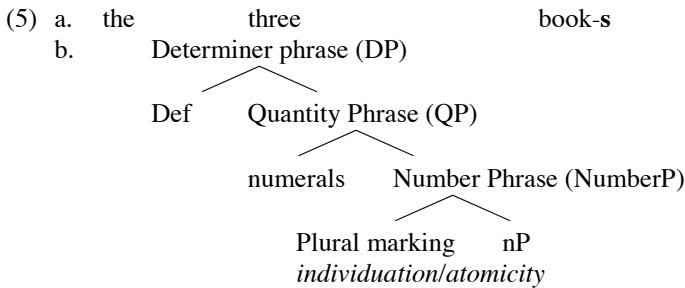 (5) a. the three book-s
b. Determiner phrase (DP)
Def Quantity Phrase (QP)
numerals Number Phrase (NumberP)
Plural marking nP
individuation/atomicity